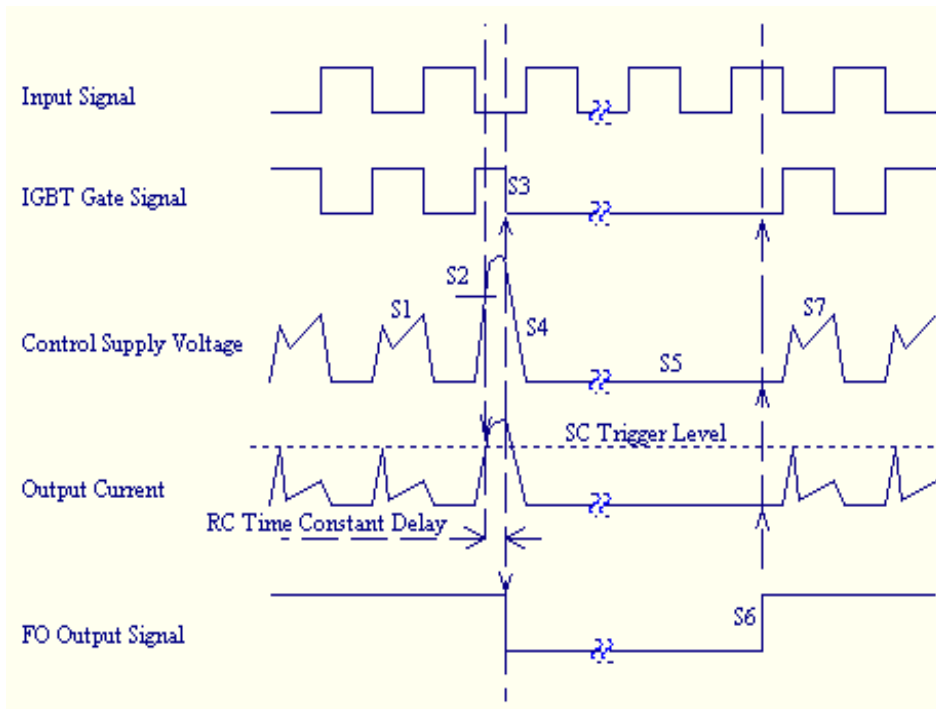 Input Signal
IGBT Gate Signal
S3
S2
S1
S4
S7
Control Supply Voltage
S5
SC Trigger Level
Output Current
RC Time Constant Delay
S6
FO Output Signal